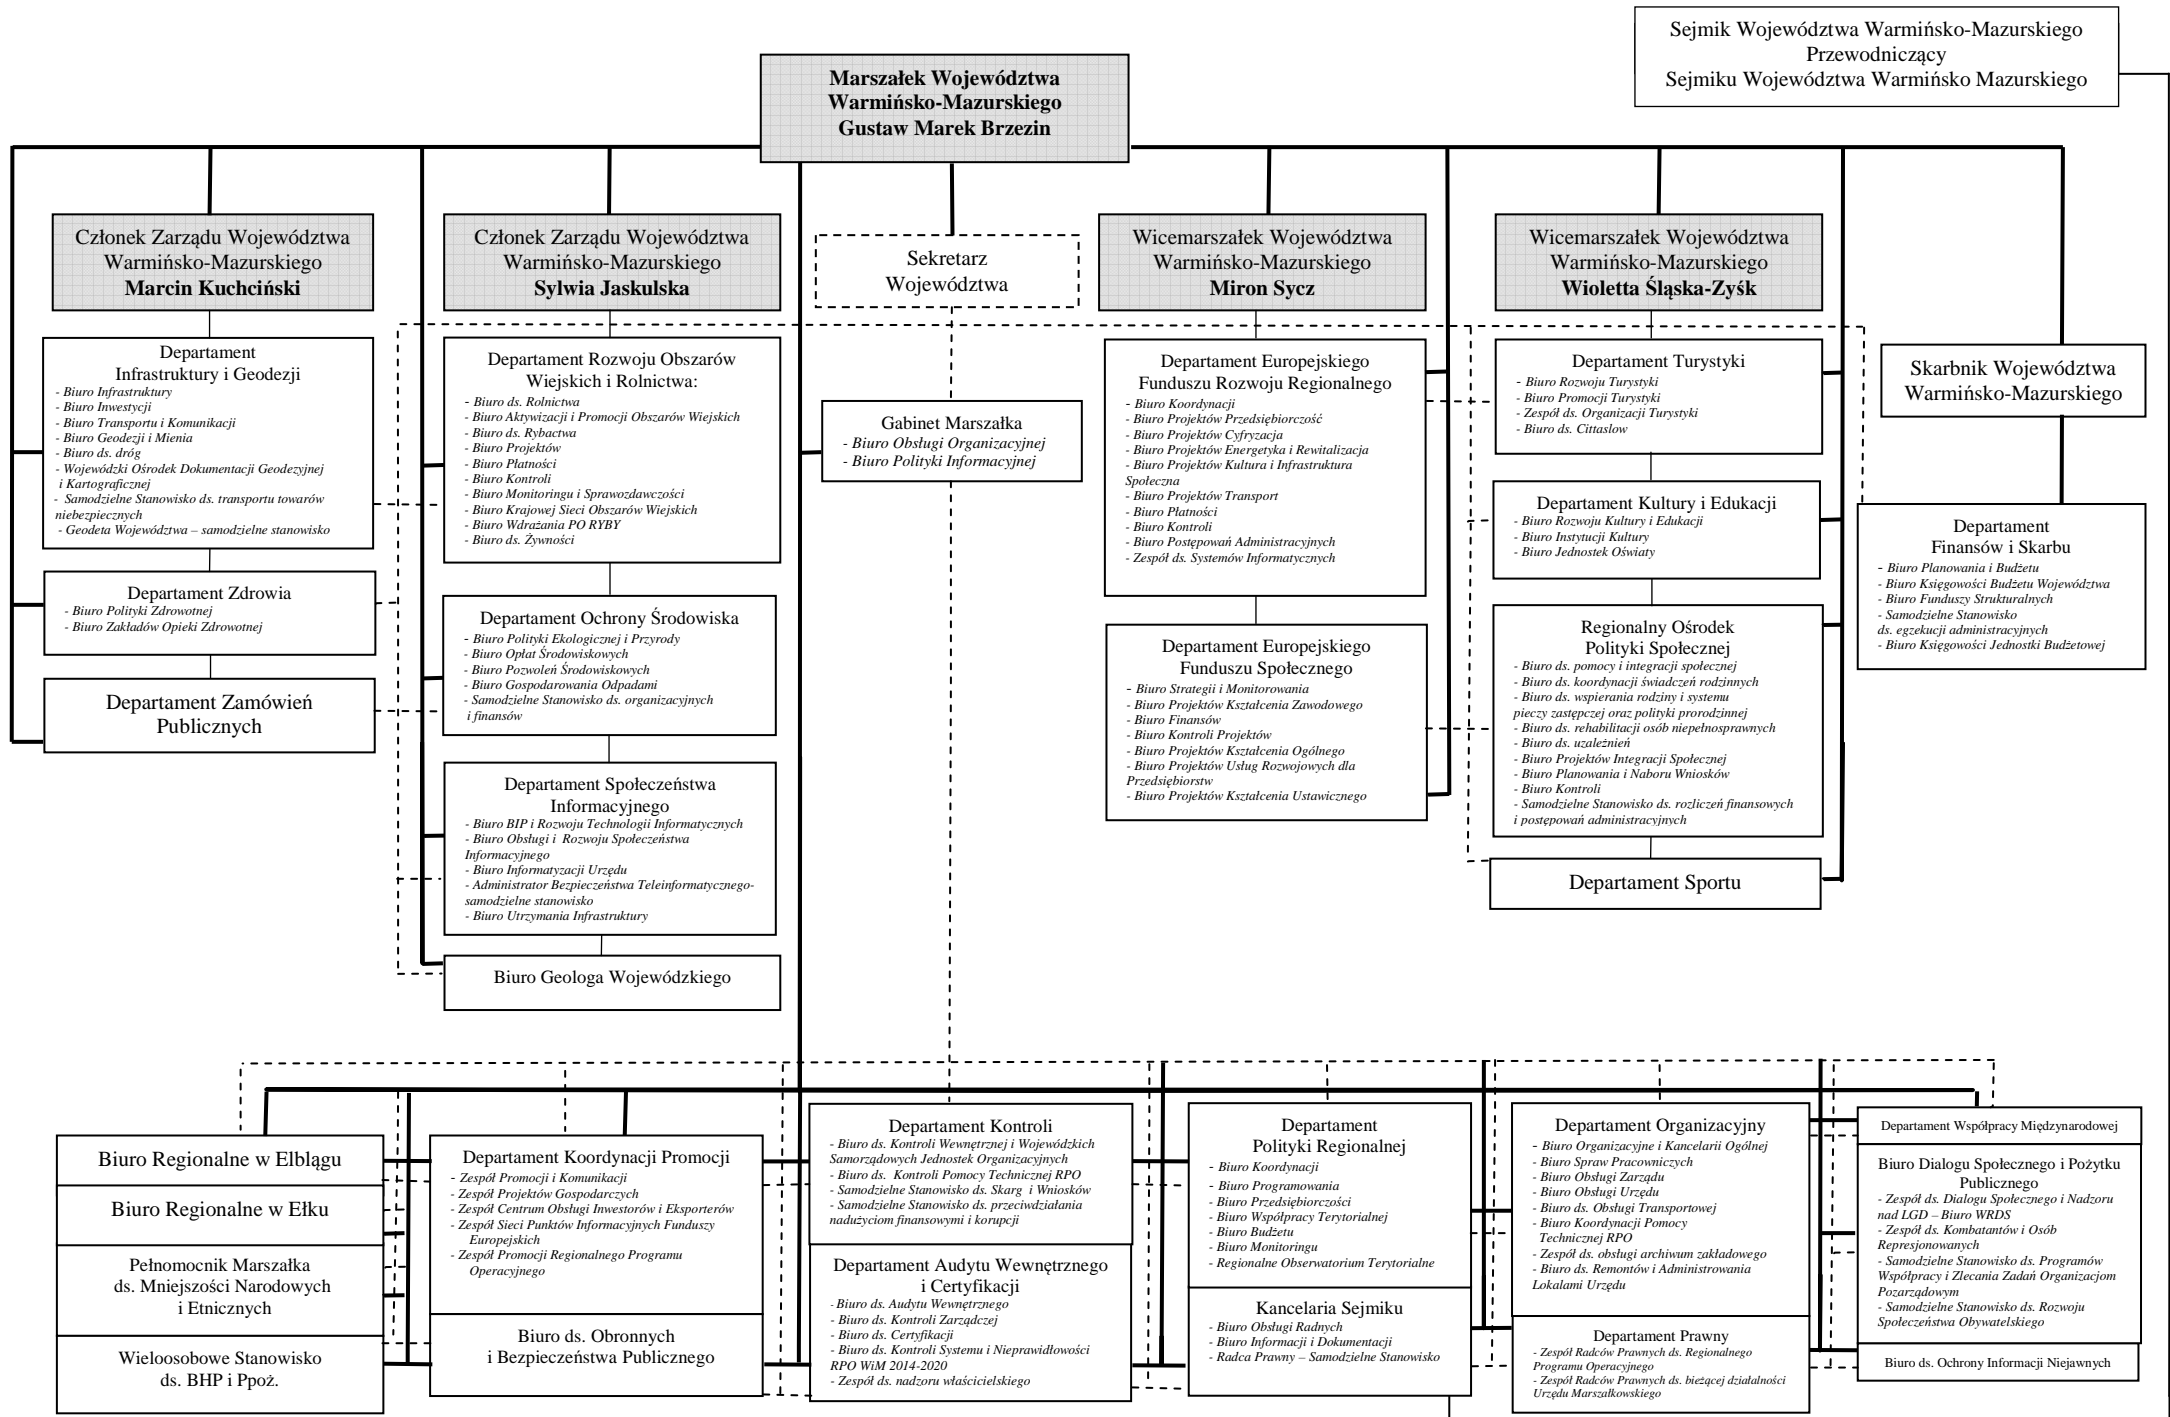 Sejmik Województwa Warmińsko-Mazurskiego
Przewodniczący
Sejmiku Województwa Warmińsko Mazurskiego
Marszałek Województwa
Warmińsko-Mazurskiego
Gustaw Marek Brzezin
Członek Zarządu Województwa
Warmińsko-Mazurskiego
Marcin Kuchciński
Członek Zarządu Województwa
Warmińsko-Mazurskiego
Sylwia Jaskulska
Sekretarz
Województwa
Wicemarszałek Województwa
Warmińsko-Mazurskiego
Miron Sycz
Wicemarszałek Województwa
Warmińsko-Mazurskiego
Wioletta Śląska-Zyśk
Departament
Infrastruktury i Geodezji
- Biuro Infrastruktury
- Biuro Inwestycji
- Biuro Transportu i Komunikacji
- Biuro Geodezji i Mienia
- Biuro ds. dróg
- Wojewódzki Ośrodek Dokumentacji Geodezyjnej
i Kartograficznej
- Samodzielne Stanowisko ds. transportu towarów
niebezpiecznych
- Geodeta Województwa – samodzielne stanowisko
Departament Zdrowia
- Biuro Polityki Zdrowotnej
- Biuro Zakładów Opieki Zdrowotnej
Departament Zamówień
Publicznych
Departament Rozwoju Obszarów
Wiejskich i Rolnictwa:
- Biuro ds. Rolnictwa
- Biuro Aktywizacji i Promocji Obszarów Wiejskich
- Biuro ds. Rybactwa
- Biuro Projektów
- Biuro Płatności
- Biuro Kontroli
- Biuro Monitoringu i Sprawozdawczości
- Biuro Krajowej Sieci Obszarów Wiejskich
- Biuro Wdrażania PO RYBY
- Biuro ds. Żywności
Departament Ochrony Środowiska
- Biuro Polityki Ekologicznej i Przyrody
- Biuro Opłat Środowiskowych
- Biuro Pozwoleń Środowiskowych
- Biuro Gospodarowania Odpadami
- Samodzielne Stanowisko ds. organizacyjnych
i finansów
Departament Społeczeństwa
Informacyjnego
- Biuro BIP i Rozwoju Technologii Informatycznych
- Biuro Obsługi i Rozwoju Społeczeństwa
Informacyjnego
- Biuro Informatyzacji Urzędu
- Administrator Bezpieczeństwa Teleinformatycznego-
samodzielne stanowisko
- Biuro Utrzymania Infrastruktury
Biuro Geologa Wojewódzkiego
Gabinet Marszałka
- Biuro Obsługi Organizacyjnej
- Biuro Polityki Informacyjnej
Departament Europejskiego
Funduszu Rozwoju Regionalnego
- Biuro Koordynacji
- Biuro Projektów Przedsiębiorczość
- Biuro Projektów Cyfryzacja
- Biuro Projektów Energetyka i Rewitalizacja
- Biuro Projektów Kultura i Infrastruktura
Społeczna
- Biuro Projektów Transport
- Biuro Płatności
- Biuro Kontroli
- Biuro Postępowań Administracyjnych
- Zespół ds. Systemów Informatycznych
Departament Europejskiego
Funduszu Społecznego
- Biuro Strategii i Monitorowania
- Biuro Projektów Kształcenia Zawodowego
- Biuro Finansów
- Biuro Kontroli Projektów
- Biuro Projektów Kształcenia Ogólnego
- Biuro Projektów Usług Rozwojowych dla
Przedsiębiorstw
- Biuro Projektów Kształcenia Ustawicznego
Departament Turystyki
- Biuro Rozwoju Turystyki
- Biuro Promocji Turystyki
- Zespół ds. Organizacji Turystyki
- Biuro ds. Cittaslow
Departament Kultury i Edukacji
- Biuro Rozwoju Kultury i Edukacji
- Biuro Instytucji Kultury
- Biuro Jednostek Oświaty
Regionalny Ośrodek
Polityki Społecznej
- Biuro ds. pomocy i integracji społecznej
- Biuro ds. koordynacji świadczeń rodzinnych
- Biuro ds. wspierania rodziny i systemu
pieczy zastępczej oraz polityki prorodzinnej
- Biuro ds. rehabilitacji osób niepełnosprawnych
- Biuro ds. uzależnień
- Biuro Projektów Integracji Społecznej
- Biuro Planowania i Naboru Wniosków
- Biuro Kontroli
- Samodzielne Stanowisko ds. rozliczeń finansowych
i postępowań administracyjnych
Departament Sportu
Skarbnik Województwa
Warmińsko-Mazurskiego
Departament
Finansów i Skarbu
- Biuro Planowania i Budżetu
- Biuro Księgowości Budżetu Województwa
- Biuro Funduszy Strukturalnych
- Samodzielne Stanowisko
ds. egzekucji administracyjnych
- Biuro Księgowości Jednostki Budżetowej
Biuro Regionalne w Elblągu
Biuro Regionalne w Ełku
Pełnomocnik Marszałka
ds. Mniejszości Narodowych
i Etnicznych
Wieloosobowe Stanowisko
ds. BHP i Ppoż.
Departament Koordynacji Promocji
- Zespół Promocji i Komunikacji
- Zespół Projektów Gospodarczych
- Zespół Centrum Obsługi Inwestorów i Eksporterów
- Zespół Sieci Punktów Informacyjnych Funduszy
Europejskich
- Zespół Promocji Regionalnego Programu
Operacyjnego
Biuro ds. Obronnych
i Bezpieczeństwa Publicznego
Departament Kontroli
- Biuro ds. Kontroli Wewnętrznej i Wojewódzkich
Samorządowych Jednostek Organizacyjnych
- Biuro ds. Kontroli Pomocy Technicznej RPO
- Samodzielne Stanowisko ds. Skarg i Wniosków
- Samodzielne Stanowisko ds. przeciwdziałania
nadużyciom finansowymi i korupcji
Departament Audytu Wewnętrznego
i Certyfikacji
- Biuro ds. Audytu Wewnętrznego
- Biuro ds. Kontroli Zarządczej
- Biuro ds. Certyfikacji
- Biuro ds. Kontroli Systemu i Nieprawidłowości
RPO WiM 2014-2020
- Zespół ds. nadzoru właścicielskiego
Departament
Polityki Regionalnej
- Biuro Koordynacji
- Biuro Programowania
- Biuro Przedsiębiorczości
- Biuro Współpracy Terytorialnej
- Biuro Budżetu
- Biuro Monitoringu
- Regionalne Obserwatorium Terytorialne
Kancelaria Sejmiku
- Biuro Obsługi Radnych
- Biuro Informacji i Dokumentacji
- Radca Prawny – Samodzielne Stanowisko
Departament Organizacyjny
- Biuro Organizacyjne i Kancelarii Ogólnej
- Biuro Spraw Pracowniczych
- Biuro Obsługi Zarządu
- Biuro Obsługi Urzędu
- Biuro ds. Obsługi Transportowej
- Biuro Koordynacji Pomocy
Technicznej RPO
- Zespół ds. obsługi archiwum zakładowego
- Biuro ds. Remontów i Administrowania
Lokalami Urzędu
Departament Prawny
- Zespół Radców Prawnych ds. Regionalnego
Programu Operacyjnego
- Zespół Radców Prawnych ds. bieżącej działalności
Urzędu Marszałkowskiego
Departament Współpracy Międzynarodowej
Biuro Dialogu Społecznego i Pożytku
Publicznego
- Zespół ds. Dialogu Społecznego i Nadzoru
nad LGD – Biuro WRDS
- Zespół ds. Kombatantów i Osób
Represjonowanych
- Samodzielne Stanowisko ds. Programów
Współpracy i Zlecania Zadań Organizacjom
Pozarządowym
- Samodzielne Stanowisko ds. Rozwoju
Społeczeństwa Obywatelskiego
Biuro ds. Ochrony Informacji Niejawnych